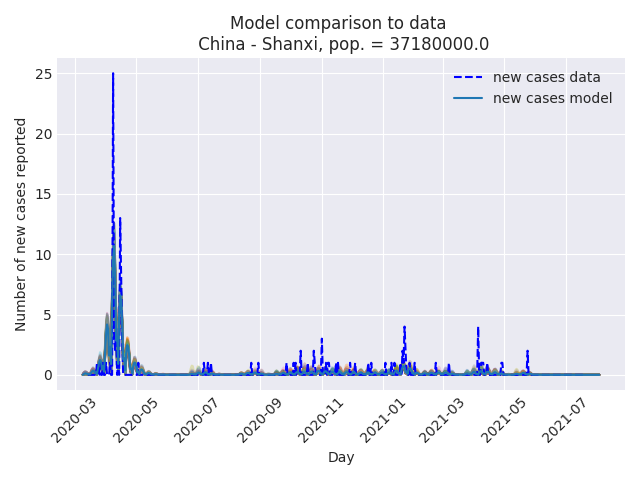 Model comparison to data
China - Shanxi, pop. = 37180000.0
new cases data
new cases model
Number of new cases reported
25
20
15
10
5
0
2020-03
2020-05
2020-07
2020-09
2020-11
2021-01
2021-03
2021-05
2021-07
Day